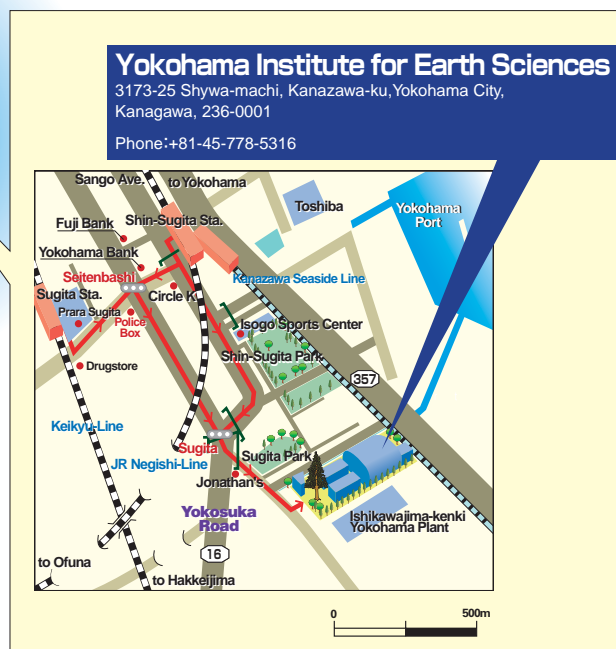 Yokohama Institute for Earth Sciences
3173-25 Shywa-machi, Kanazawa-ku,Yokohama City,
Kanagawa, 236-0001
Phone:+81-45-778-5316
Sango Ave.
to Yokohama
Fuji Bank
Shin-Sugita Sta.
Toshiba
Yokohama
Port
Yokohama Bank
Seitenbashi
Kanazawa Seaside Line
Sugita Sta.
Circle K
Prara Sugita
Police
Box
Isogo Sports Center
Shin-Sugita Park
Drugstore
357
Keikyu-Line
Sugita
Sugita Park
JR Negishi-Line
Jonathan's
Yokosuka
Road
Ishikawajima-kenki
Yokohama Plant
16
to Ofuna
to Hakkeijima
0
500m